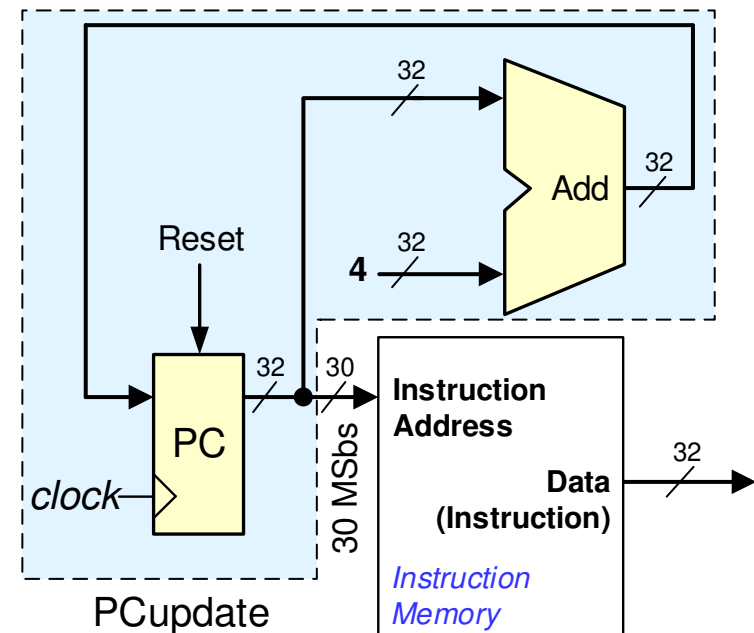 32
Add
32
4
32
Reset
PC
32
30
30 MSbs
clock
Instruction
Address
Data
(Instruction)
32
Instruction
Memory
PCupdate